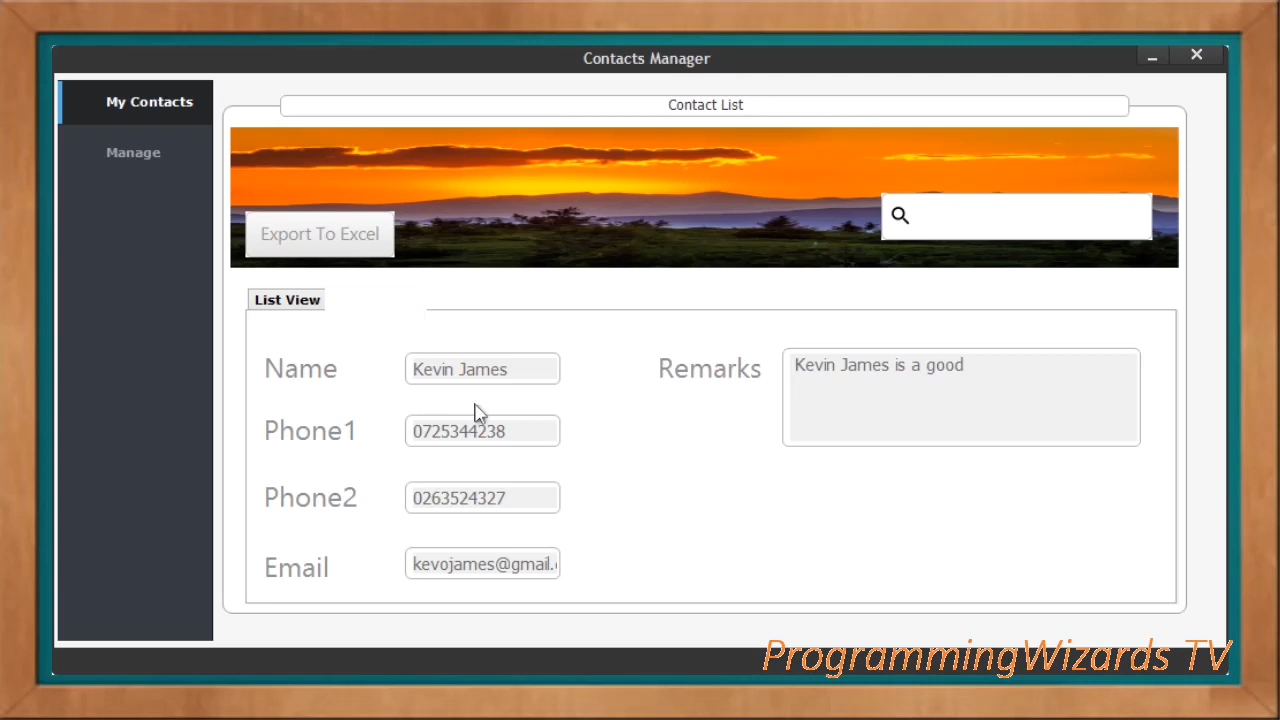 Contacts Manager
My Contacts
Manage
Contact List
Export To Excel
List View
Name
Kevin James
Remarks
Kevin James is a good
Phone1
0725344238
Phone2
0263524327
Email
kevojames@gmail.
ProgrammingWizards TV